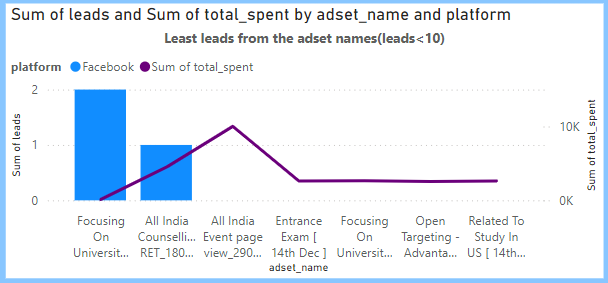 Sum of leads and Sum of total_spent by adset_name and platform
Least leads from the adset names(leads<10)
platform Facebook Sum of total_spent
Sum of leads
2
1
0
10K
0K
Sum of total_spent
Focusing On Universit...
All India Counselli... RET_180...
All India Event page view_290...
Entrance Exam [ 14th Dec ]
Focusing On Universit...
Open Targeting - Advanta...
Related To Study In US [ 14th...
adset_name